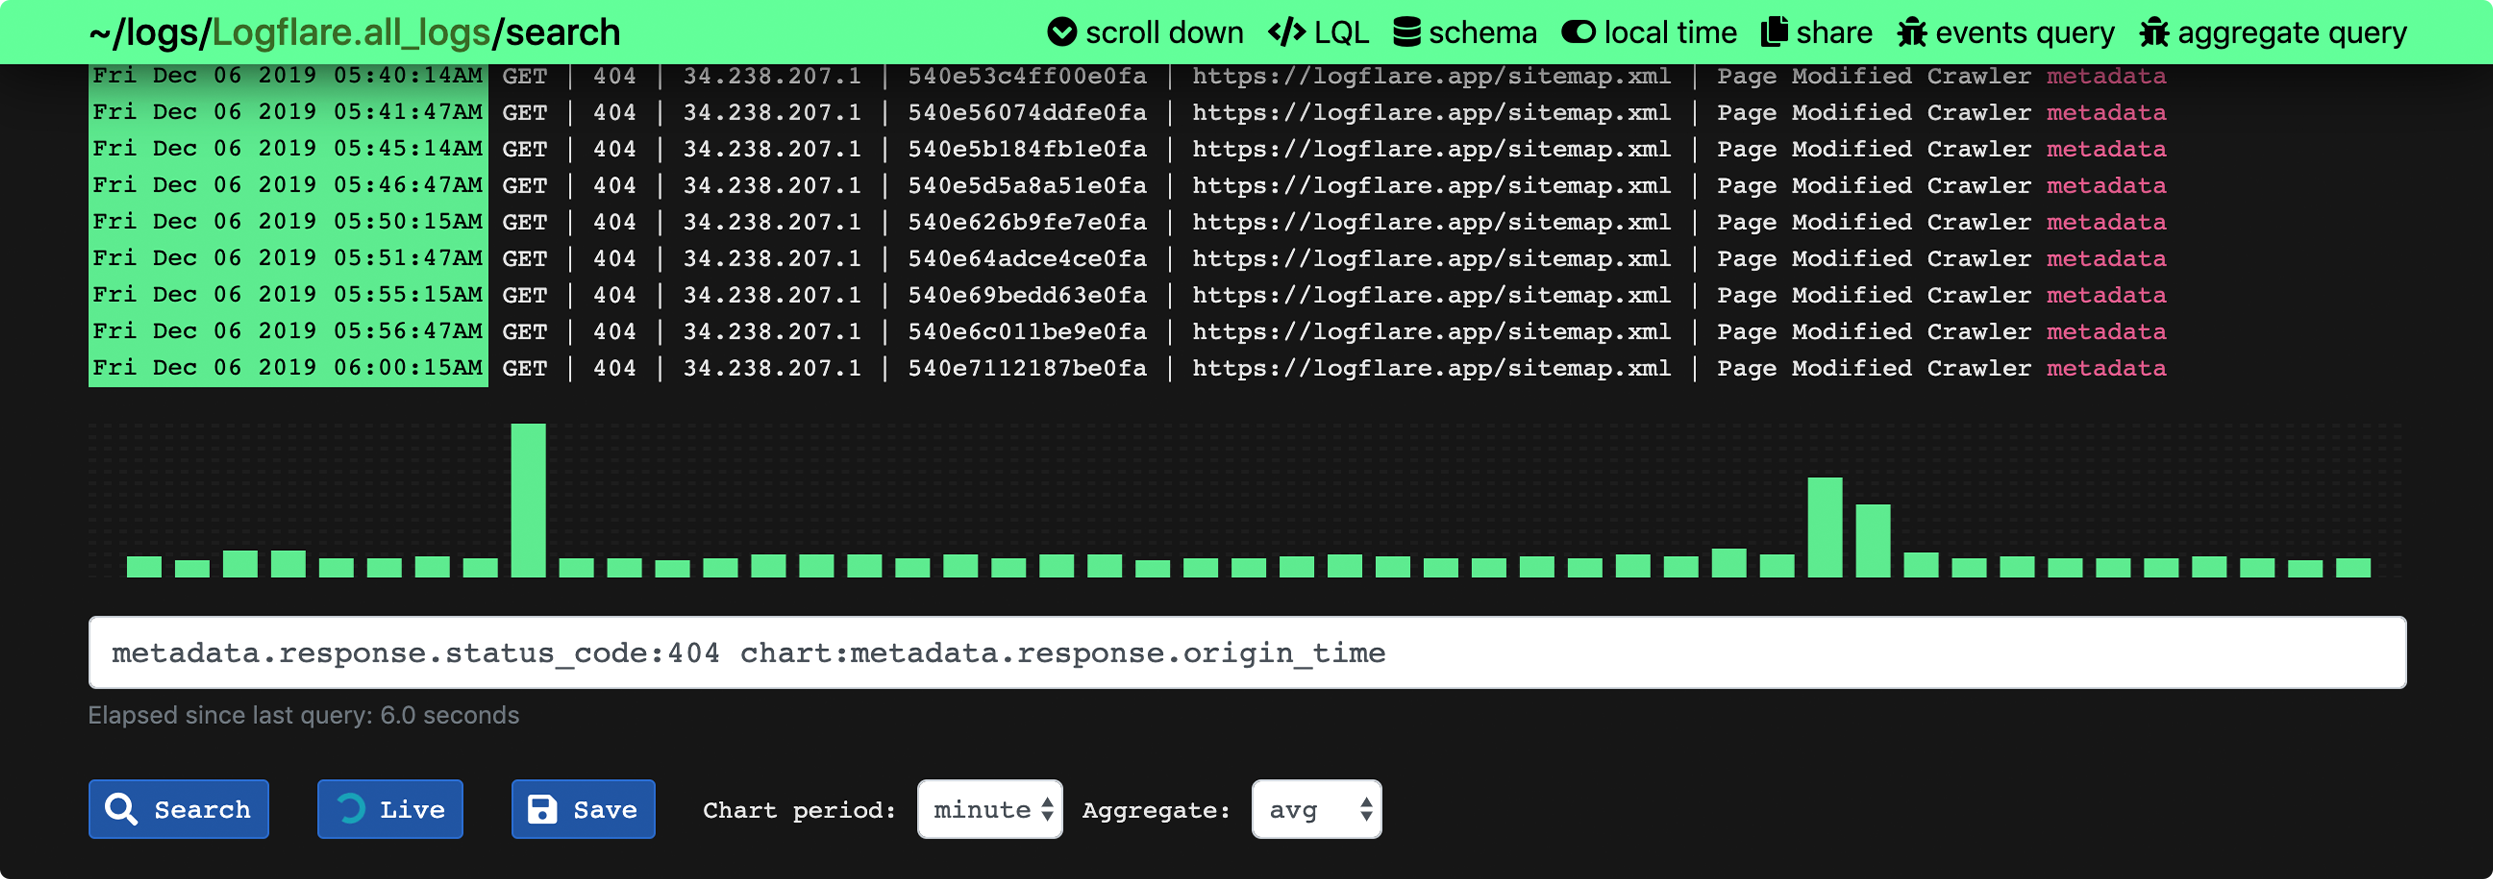 ~/logs/Logflare.all_logs/search scroll down LQL schema local time share events query aggregate query
Fri Dec 06 2019 05:40:14AM GET | 404 | 34.238.207.1 | 540e53c4ff00e0fa | https://logflare.app/sitemap.xml | Page Modified Crawler metadata
Fri Dec 06 2019 05:41:47AM GET | 404 | 34.238.207.1 | 540e56074ddfe0fa | https://logflare.app/sitemap.xml | Page Modified Crawler metadata
Fri Dec 06 2019 05:45:14AM GET | 404 | 34.238.207.1 | 540e5b184fb1e0fa | https://logflare.app/sitemap.xml | Page Modified Crawler metadata
Fri Dec 06 2019 05:46:47AM GET | 404 | 34.238.207.1 | 540e5d5a8a51e0fa | https://logflare.app/sitemap.xml | Page Modified Crawler metadata
Fri Dec 06 2019 05:50:15AM GET | 404 | 34.238.207.1 | 540e626b9fe7e0fa | https://logflare.app/sitemap.xml | Page Modified Crawler metadata
Fri Dec 06 2019 05:51:47AM GET | 404 | 34.238.207.1 | 540e64adce4ce0fa | https://logflare.app/sitemap.xml | Page Modified Crawler metadata
Fri Dec 06 2019 05:55:15AM GET | 404 | 34.238.207.1 | 540e69bedd63e0fa | https://logflare.app/sitemap.xml | Page Modified Crawler metadata
Fri Dec 06 2019 05:56:47AM GET | 404 | 34.238.207.1 | 540e6c011be9e0fa | https://logflare.app/sitemap.xml | Page Modified Crawler metadata
Fri Dec 06 2019 06:00:15AM GET | 404 | 34.238.207.1 | 540e7112187be0fa | https://logflare.app/sitemap.xml | Page Modified Crawler metadata
metadata.response.status_code:404 chart:metadata.response.origin_time
Elapsed since last query: 6.0 seconds
Search Live Save Chart period: minute Aggregate: avg